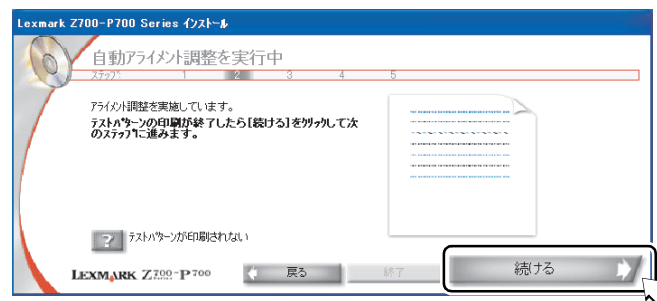 Lexmark Z700-P700 Series インストール
自動アライメント調整を実行中
ステップ: 1 2 3 4 5
アライメント調整を実施しています。
テストパターンの印刷が終了したら[続ける]をクリックして次
のステップに進みます。
テストパターンが印刷されない
LEXMARK Z700-P700
戻る
終了
続ける